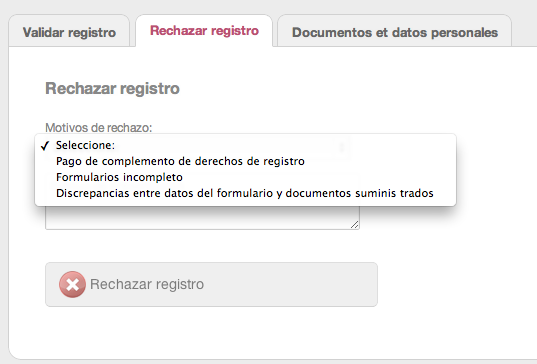 Validar registro
Rechazar registro
Documentos et datos personales
Rechazar registro
Motivos de rechazo:
✓ Seleccione:
Pago de complemento de derechos de registro
Formularios incompleto
Discrepancias entre datos del formulario y documentos suminis trados
Rechazar registro